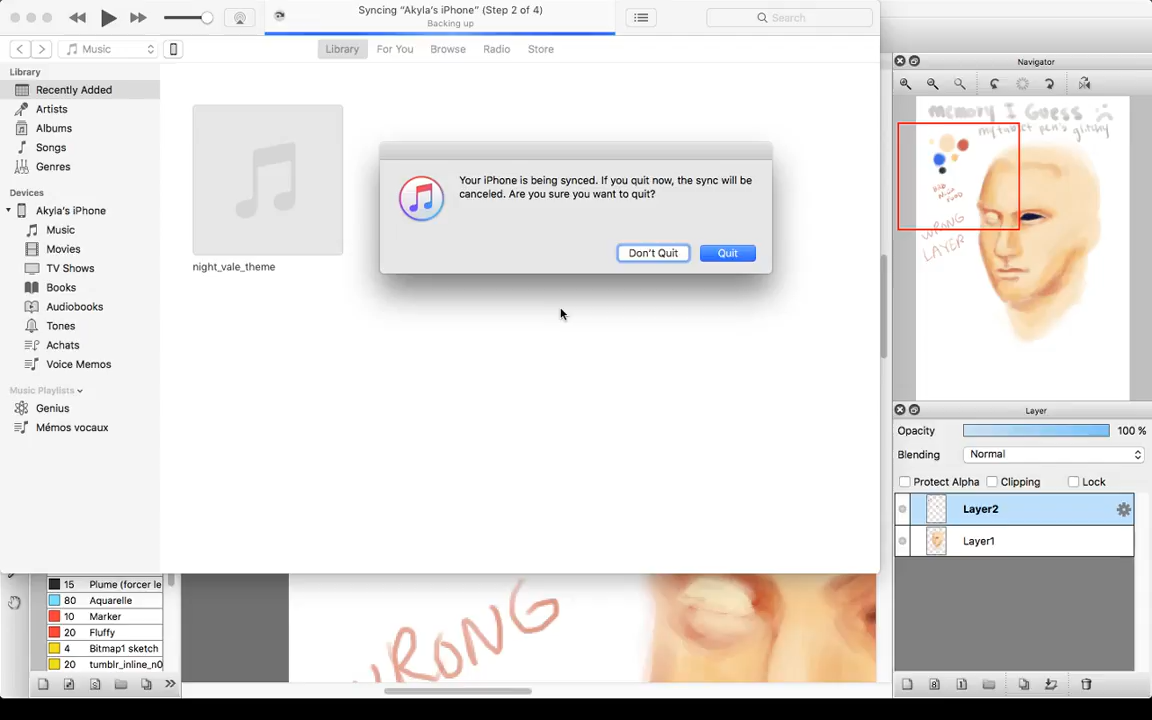 Syncing “Akyla’s iPhone” (Step 2 of 4)
Backing up
Search
Music
Library
For You
Browse
Radio
Store
Library
Recently Added
Artists
Albums
Songs
Genres
Devices
Akyla’s iPhone
Music
Movies
TV Shows
Books
Audiobooks
Tones
Achats
Voice Memos
Music Playlists
Genius
Mémos vocaux
night_vale_theme
Your iPhone is being synced. If you quit now, the sync will be
canceled. Are you sure you want to quit?
Don’t Quit
Quit
Navigator
memory I Guess
my tablet pen's glitchy
WRONG
LAYER
Layer
Opacity
100 %
Blending
Normal
Protect Alpha
Clipping
Lock
Layer2
Layer1
15 Plume (forcer le
80 Aquarelle
10 Marker
20 Fluffy
4 Bitmap1 sketch
20 tumblr_inline_n0
WRONG